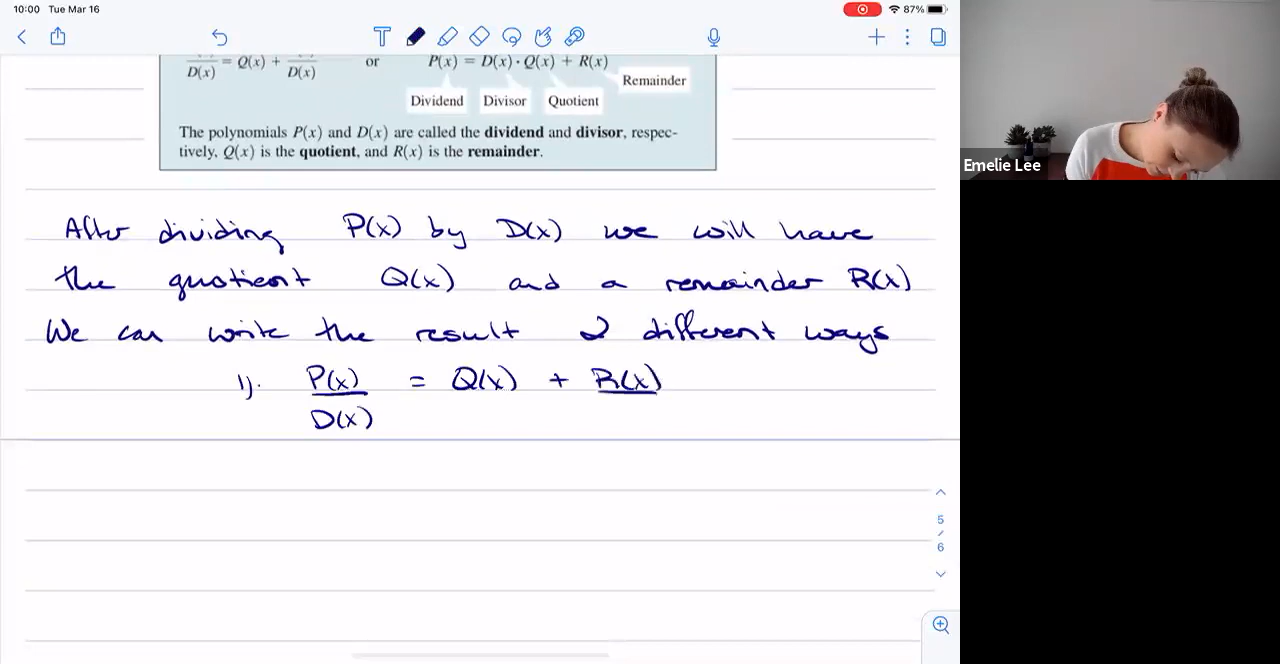 10:00 Tue Mar 16
87%
= Q(x) + or P(x) = D(x) · Q(x) + R(x)
D(x) D(x)
Remainder
Dividend Divisor Quotient
The polynomials P(x) and D(x) are called the dividend and divisor, respec-
tively, Q(x) is the quotient, and R(x) is the remainder.
Emelie Lee
After dividing P(x) by D(x) we will have
the quotient Q(x) and a remainder R(x)
We can write the result 2 different ways
1). P(x) = Q(x) + R(x)
D(x)
5
/
6